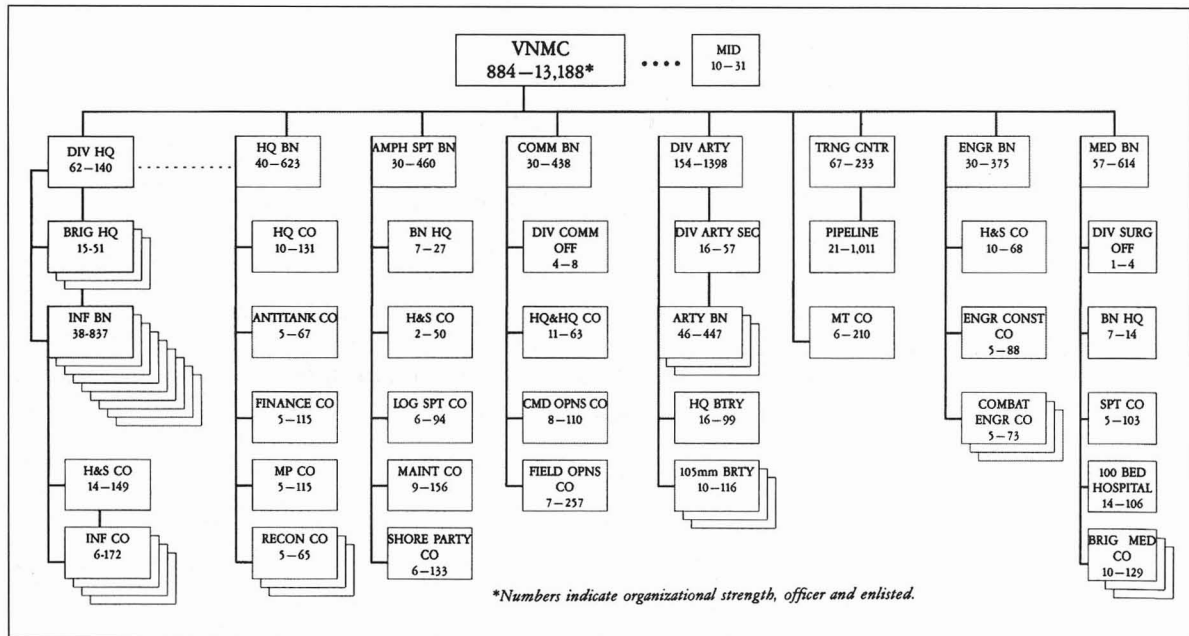 VNMC
884—13,188*
MID
10—31
DIV HQ
62—140
BRIG HQ
15-51
INF BN
38-837
H&S CO
14—149
INF CO
6-172
HQ BN
40—623
HQ CO
10—131
ANTITANK CO
5—67
FINANCE CO
5—115
MP CO
5—115
RECON CO
5—65
AMPH SPT BN
30—460
BN HQ
7—27
H&S CO
2—50
LOG SPT CO
6—94
MAINT CO
9—156
SHORE PARTY
CO
6—133
COMM BN
30—438
DIV COMM
OFF
4—8
HQ&HQ CO
11—63
CMD OPNS CO
8—110
FIELD OPNS
CO
7—257
DIV ARTY
154—1398
DIV ARTY SEC
16—57
ARTY BN
46—447
HQ BTRY
16—99
105mm BRTY
10—116
TRNG CNTR
67—233
PIPELINE
21—1,011
MT CO
6—210
ENGR BN
30—375
H&S CO
10—68
ENGR CONST
CO
5—88
COMBAT
ENGR CO
5—73
MED BN
57—614
DIV SURG
OFF
1—4
BN HQ
7—14
SPT CO
5—103
100 BED
HOSPITAL
14—106
BRIG MED
CO
10—129
*Numbers indicate organizational strength, officer and enlisted.